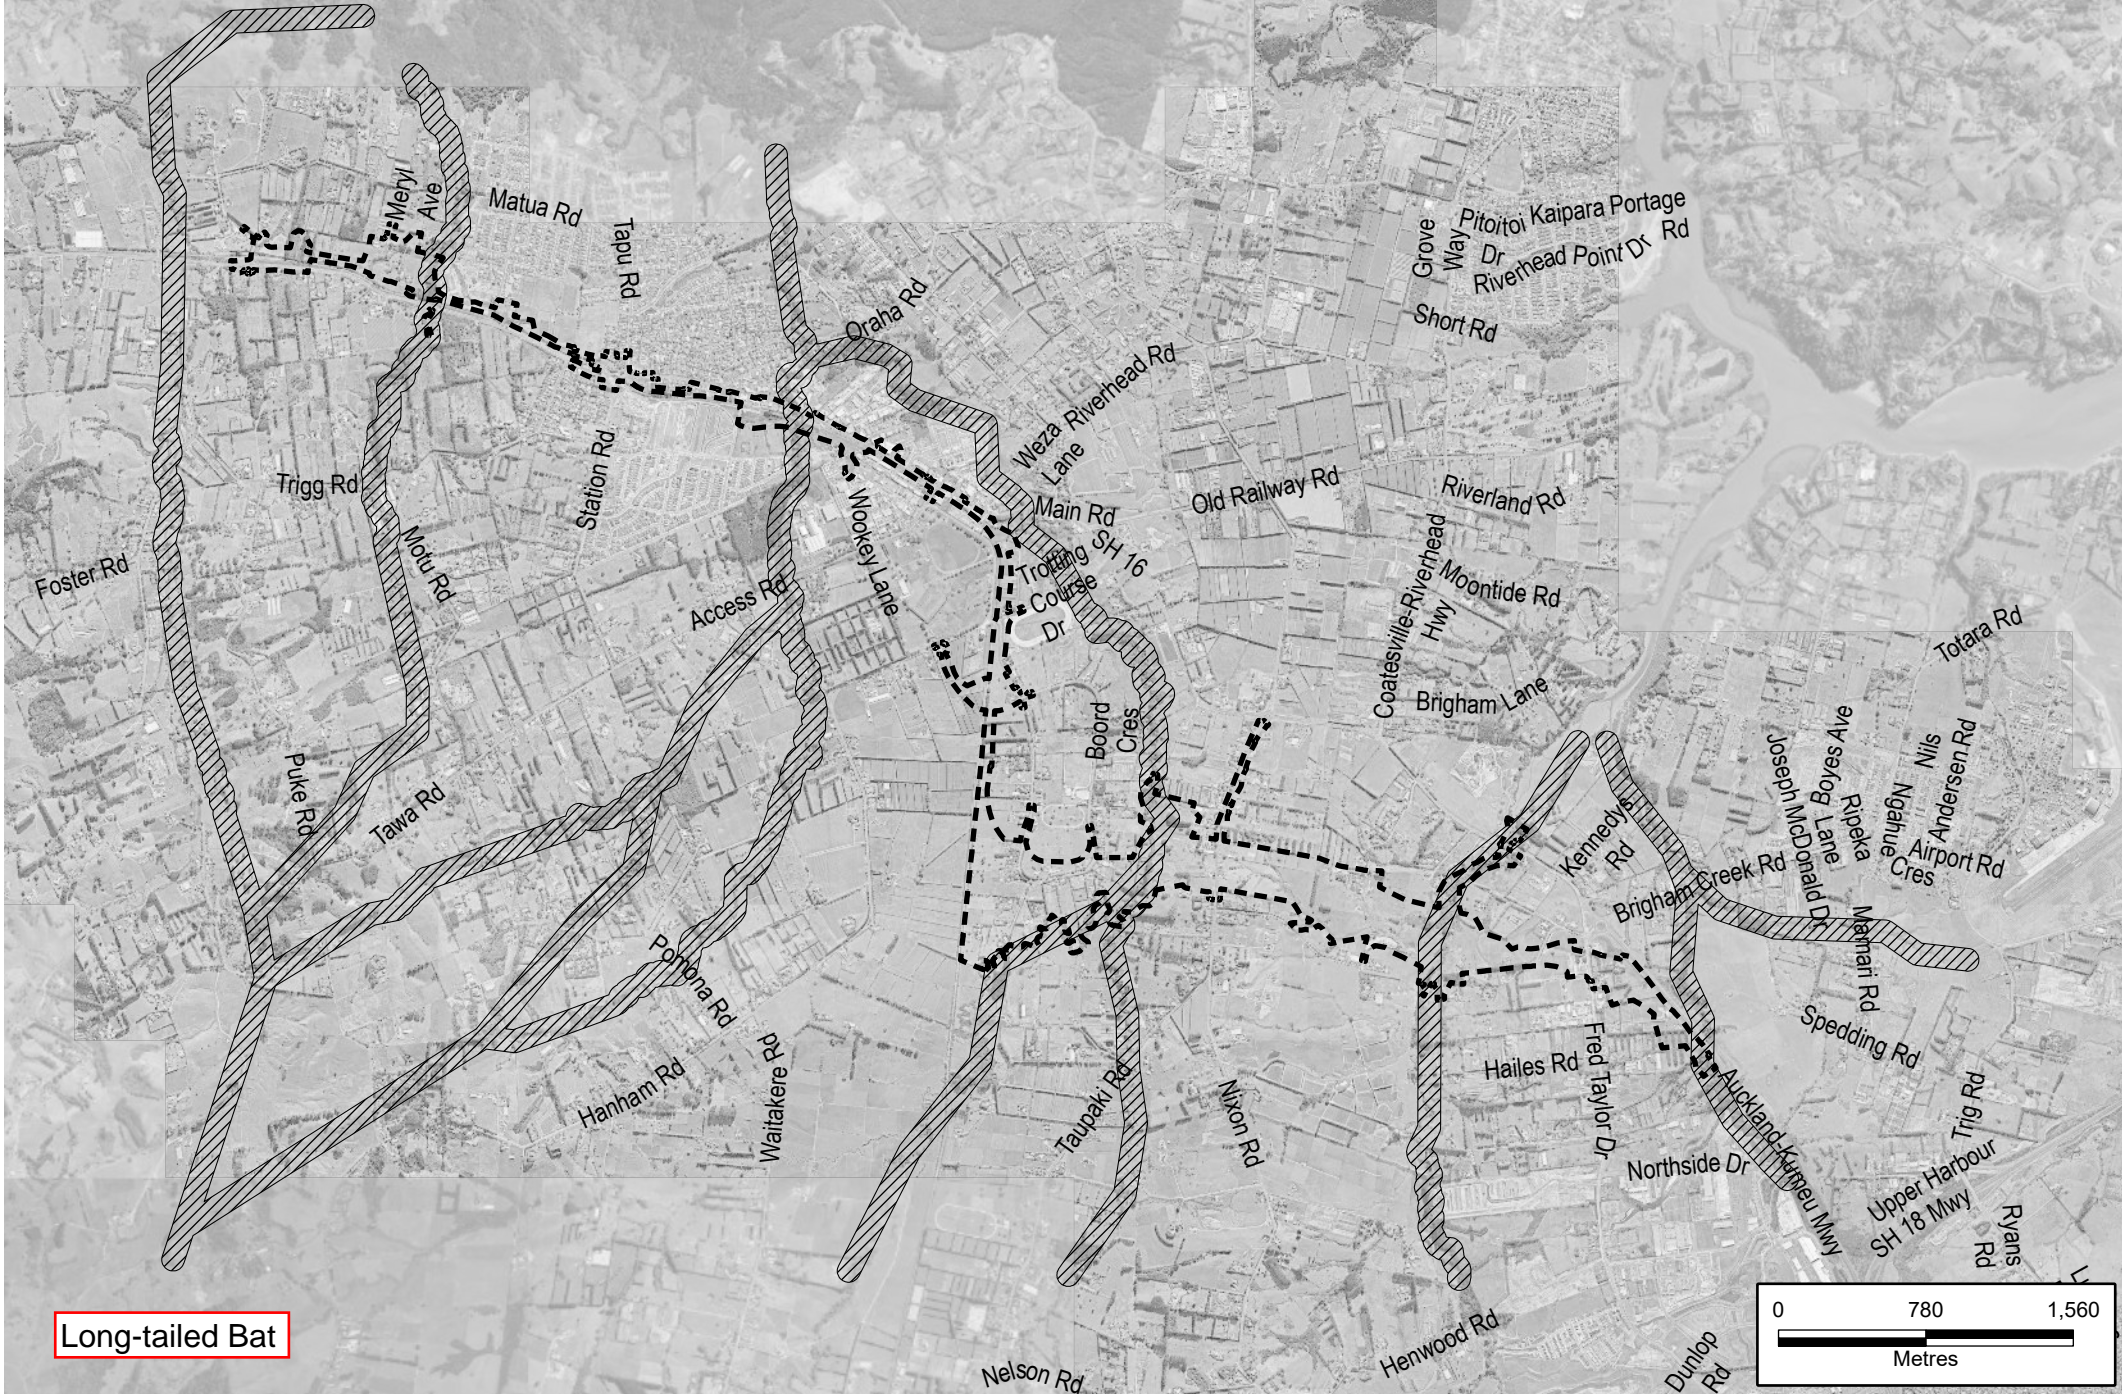 Meryl
Ave
Matua Rd
Tapu Rd
Grove
Way
Pitoitoi
Dr
Kaipara Portage
Rd
Riverhead Point Dr
Short Rd
Oraha Rd
Riverhead Rd
Weza
Lane
Trigg Rd
Station Rd
Main Rd
SH 16
Old Railway Rd
Riverland Rd
Foster Rd
Motu Rd
Access Rd
Wookey Lane
Trotting
Course
Dr
Coatesville-Riverhead
Hwy
Moontide Rd
Totara Rd
Brigham Lane
Boord
Cres
Puke Rd
Tawa Rd
Kennedys
Rd
Joseph McDonald Dr
Boyes Ave
Ripeka
Lane
Ngahue
Cres
Nils
Andersen Rd
Airport Rd
Brigham Creek Rd
Mamari Rd
Pomona Rd
Waitakere Rd
Hanham Rd
Taupaki Rd
Nixon Rd
Hailes Rd
Fred Taylor Dr
Spedding Rd
Trig Rd
Northside Dr
Auckland-Kumeu Mwy
Upper Harbour
SH 18 Mwy
Ryans
Rd
Henwood Rd
Nelson Rd
Dunlop
Rd
Long-tailed Bat
0 780 1,560
Metres